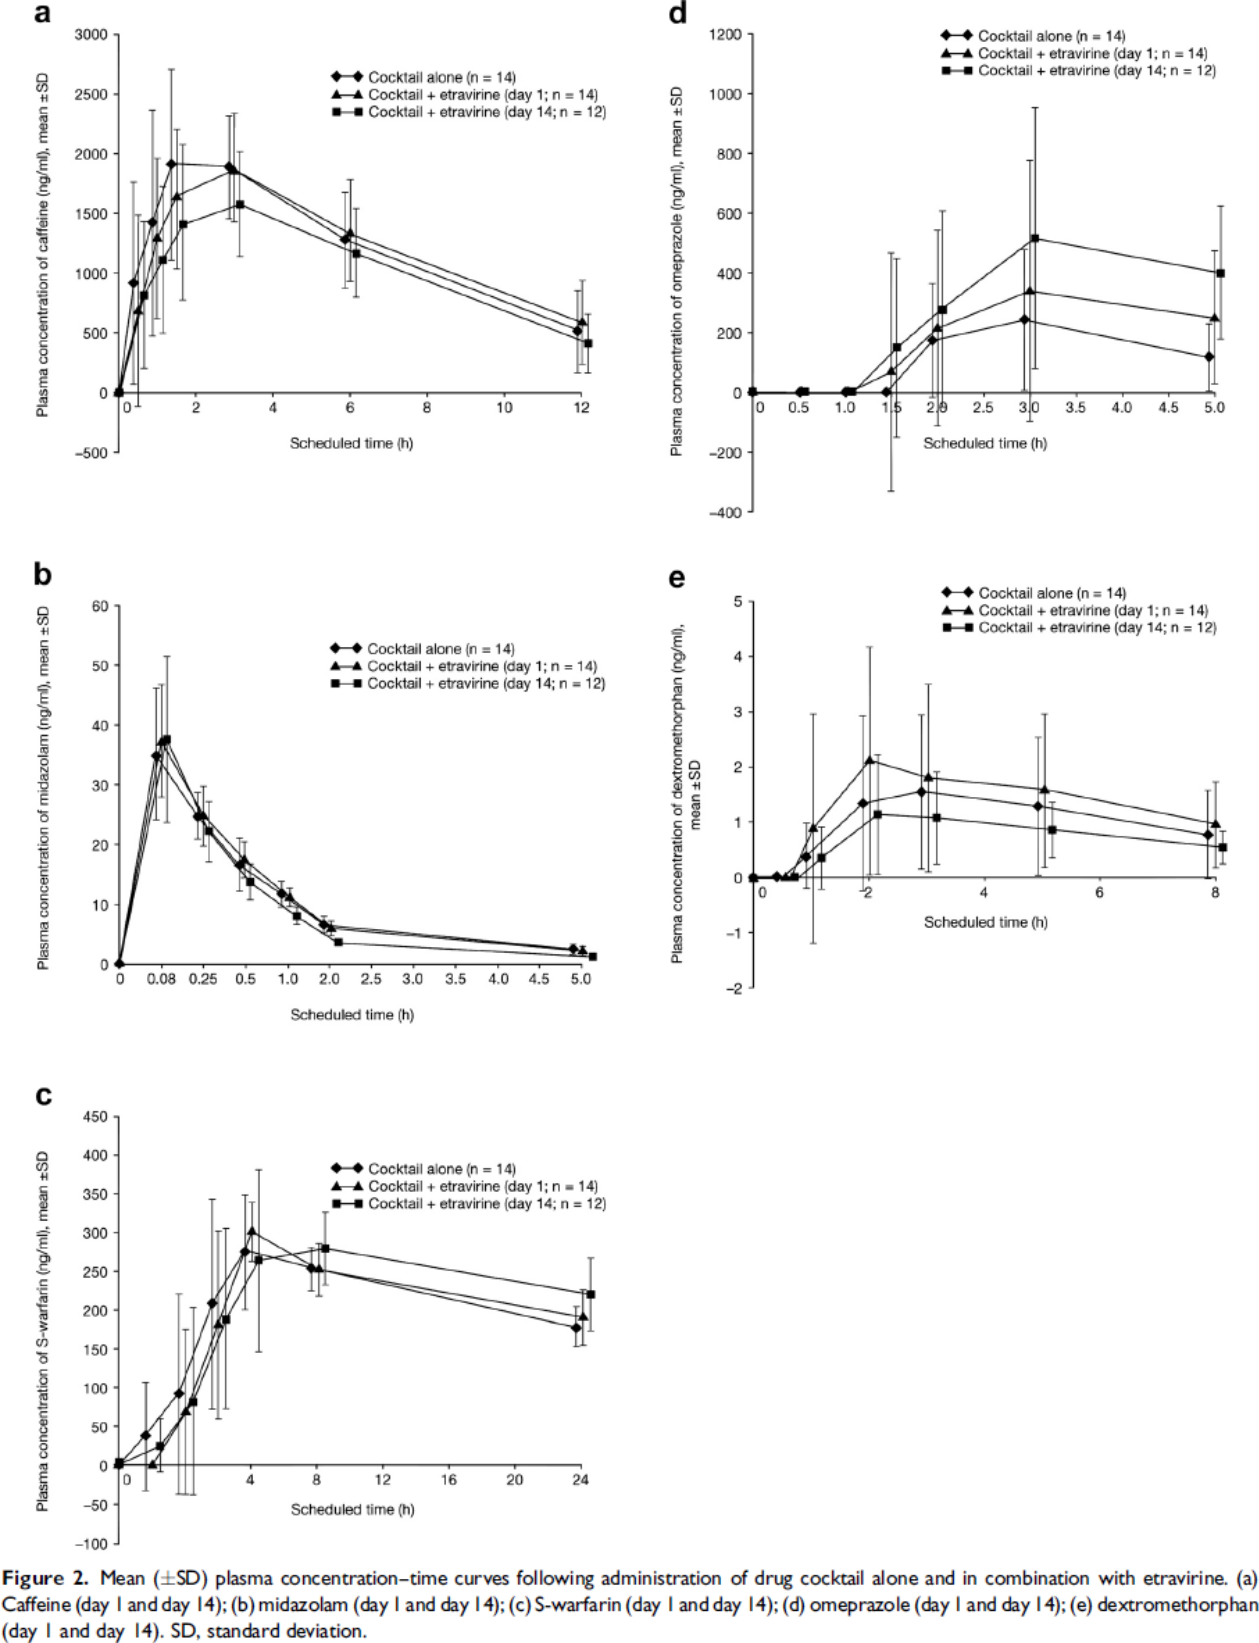 a
Plasma concentration of caffeine (ng/ml), mean ±SD
3000
2500
2000
1500
1000
500
0
−500
Cocktail alone (n = 14)
Cocktail + etravirine (day 1; n = 14)
Cocktail + etravirine (day 14; n = 12)
0 2 4 6 8 10 12
Scheduled time (h)
d
Plasma concentration of omeprazole (ng/ml), mean ±SD
1200
1000
800
600
400
200
0
−200
−400
Cocktail alone (n = 14)
Cocktail + etravirine (day 1; n = 14)
Cocktail + etravirine (day 14; n = 12)
0 0.5 1.0 1.5 2.0 2.5 3.0 3.5 4.0 4.5 5.0
Scheduled time (h)
b
Plasma concentration of midazolam (ng/ml), mean ±SD
60
50
40
30
20
10
0
Cocktail alone (n = 14)
Cocktail + etravirine (day 1; n = 14)
Cocktail + etravirine (day 14; n = 12)
0 0.08 0.25 0.5 1.0 2.0 3.0 3.5 4.0 4.5 5.0
Scheduled time (h)
e
Plasma concentration of dextromethorphan (ng/ml),
mean ±SD
5
4
3
2
1
0
−1
−2
Cocktail alone (n = 14)
Cocktail + etravirine (day 1; n = 14)
Cocktail + etravirine (day 14; n = 12)
0 2 4 6 8
Scheduled time (h)
c
Plasma concentration of S-warfarin (ng/ml), mean ±SD
450
400
350
300
250
200
150
100
50
0
−50
−100
Cocktail alone (n = 14)
Cocktail + etravirine (day 1; n = 14)
Cocktail + etravirine (day 14; n = 12)
0 4 8 12 16 20 24
Scheduled time (h)
Figure 2. Mean (±SD) plasma concentration–time curves following administration of drug cocktail alone and in combination with etravirine. (a)
Caffeine (day 1 and day 14); (b) midazolam (day 1 and day 14); (c) S-warfarin (day 1 and day 14); (d) omeprazole (day 1 and day 14); (e) dextromethorphan
(day 1 and day 14). SD, standard deviation.